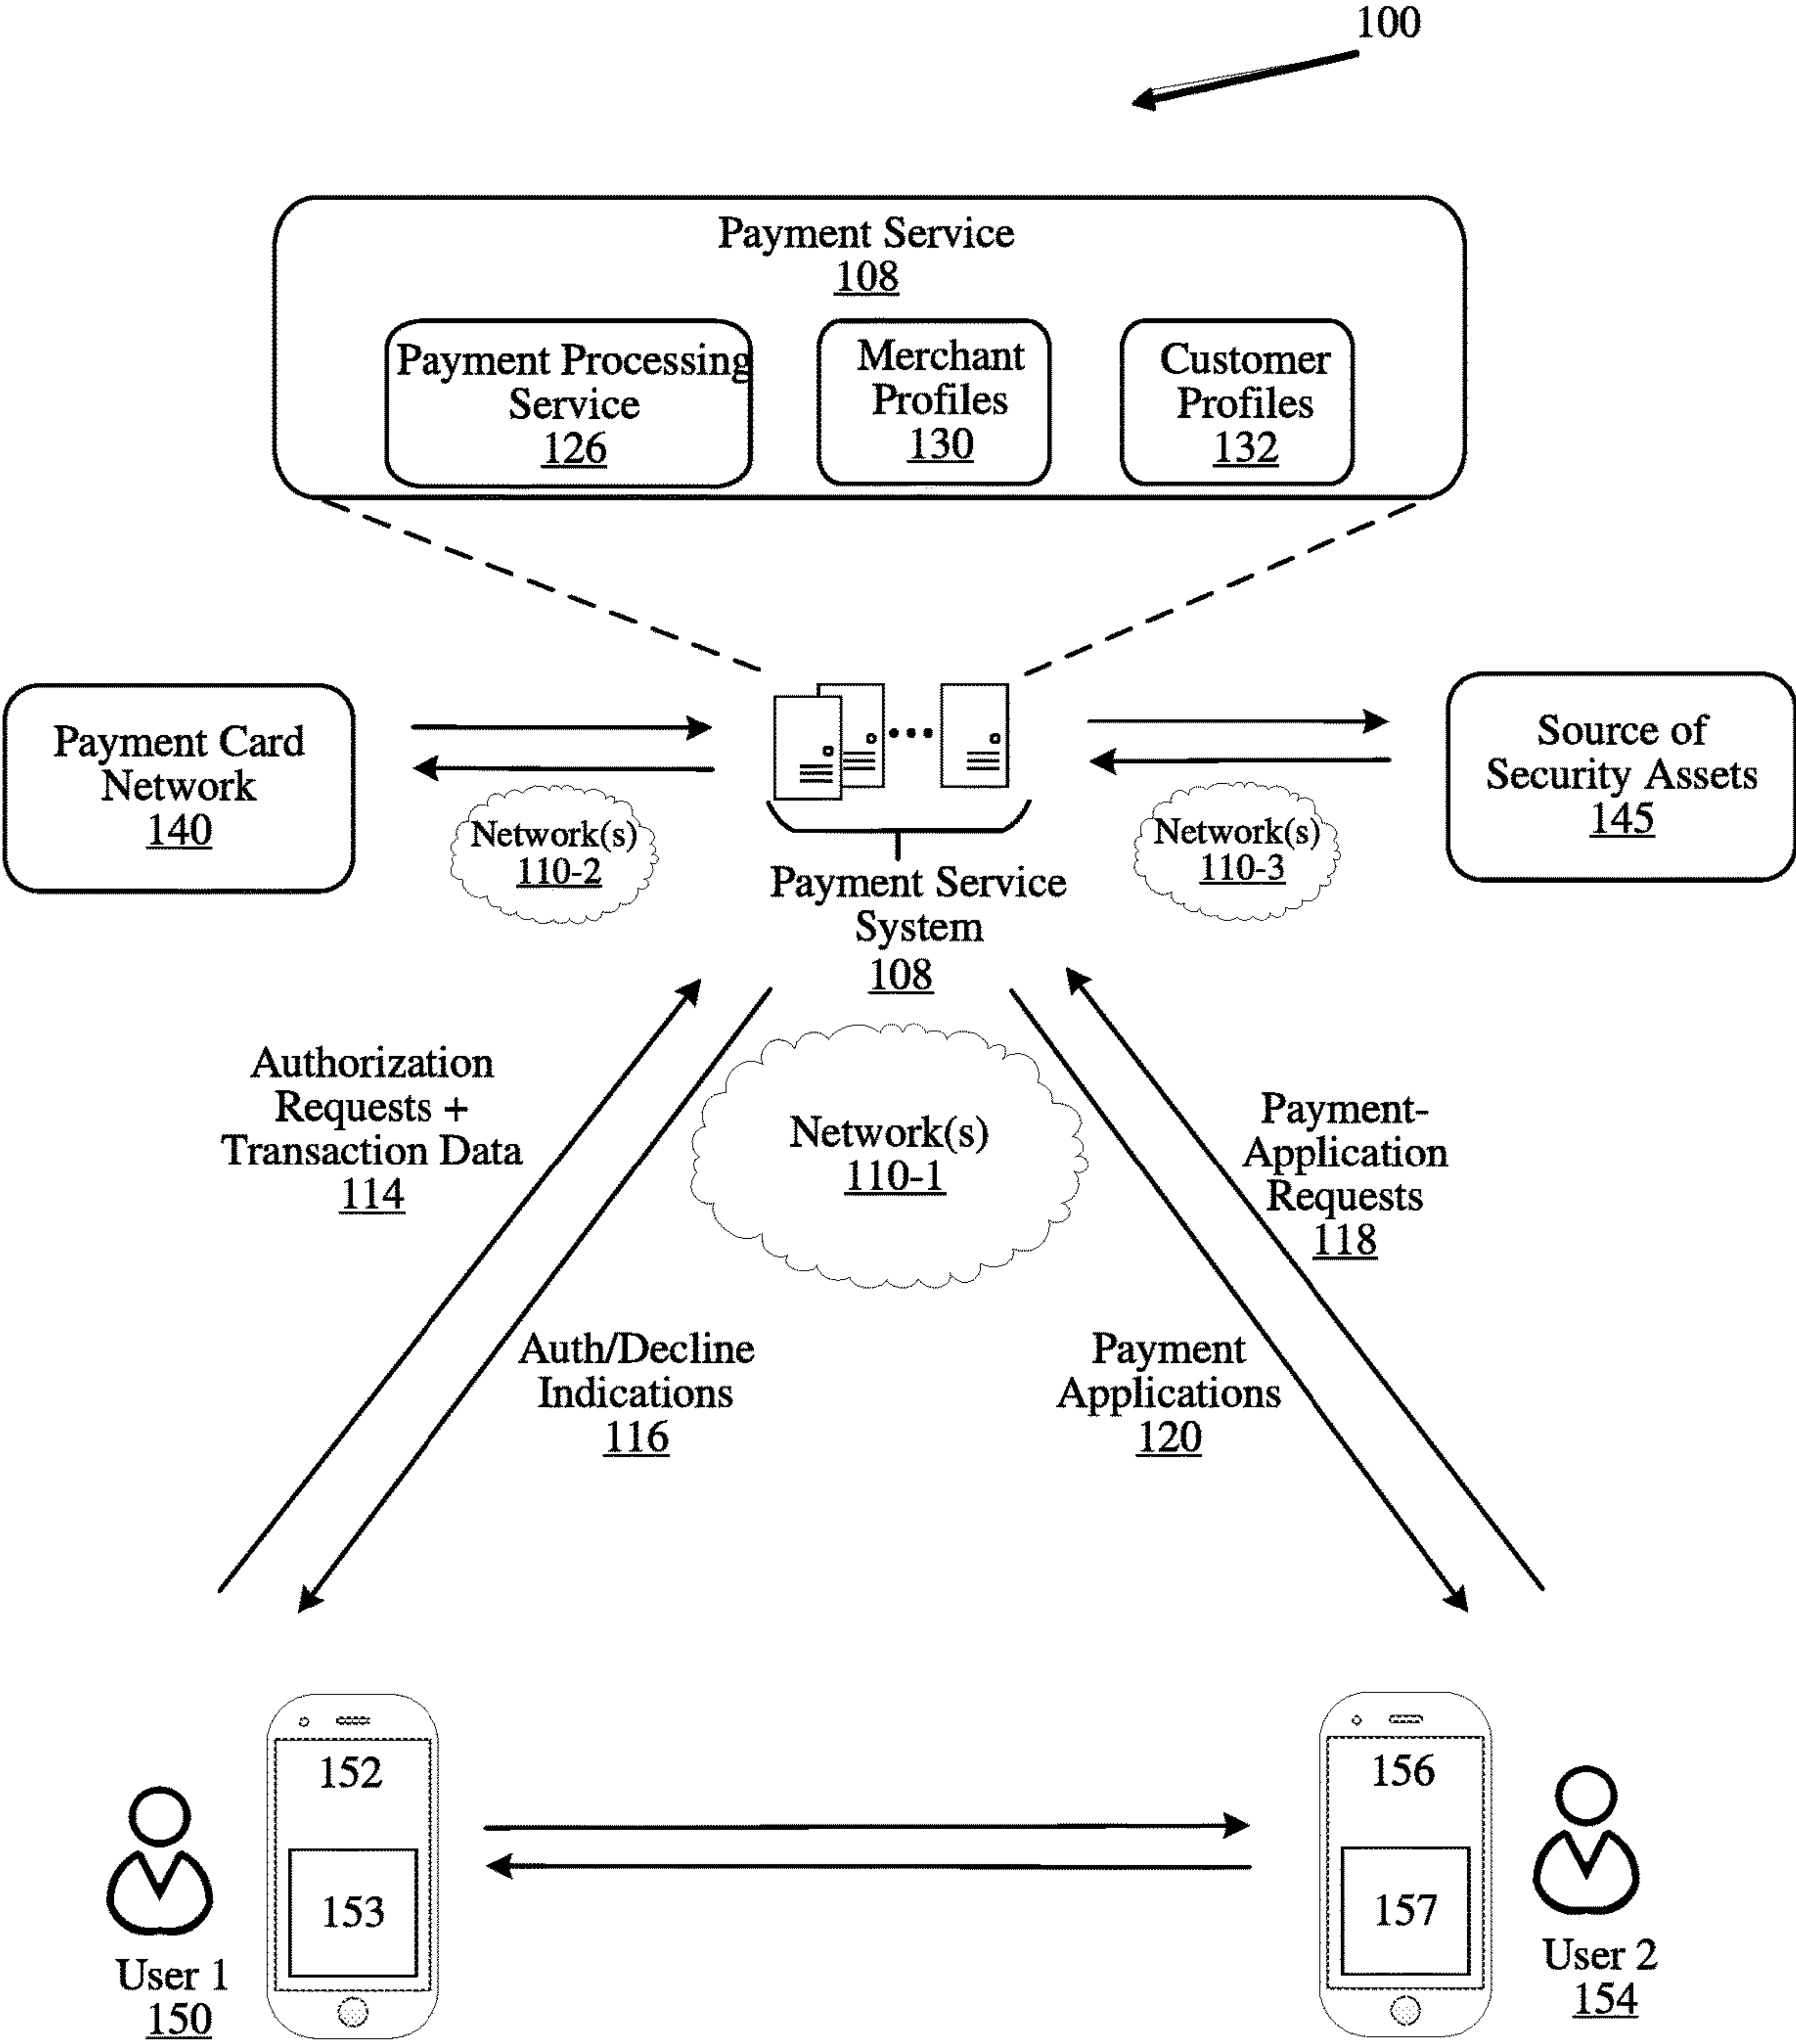 100
Payment Service
108
Payment Processing
Service
126
Merchant
Profiles
130
Customer
Profiles
132
Payment Card
Network
140
Network(s)
110-2
Payment Service
System
108
Network(s)
110-3
Source of
Security Assets
145
Authorization
Requests +
Transaction Data
114
Network(s)
110-1
Payment-
Application
Requests
118
Auth/Decline
Indications
116
Payment
Applications
120
152
153
User 1
150
156
157
User 2
154